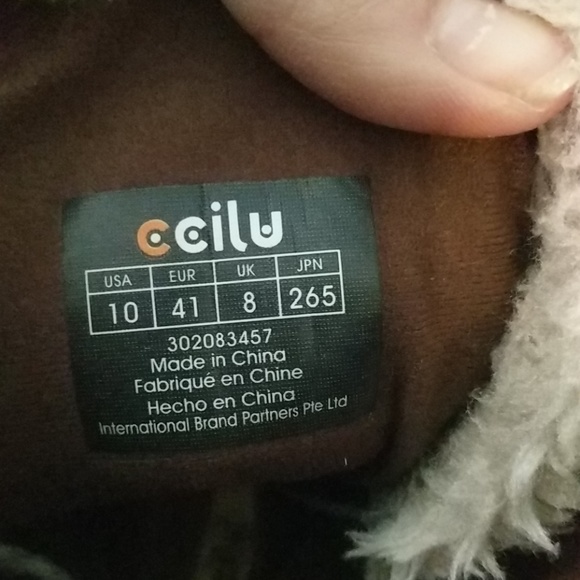 ccilu
USA EUR UK JPN
10 41 8 265
302083457
Made in China
Fabriqué en Chine
Hecho en China
International Brand Partners Pte Ltd